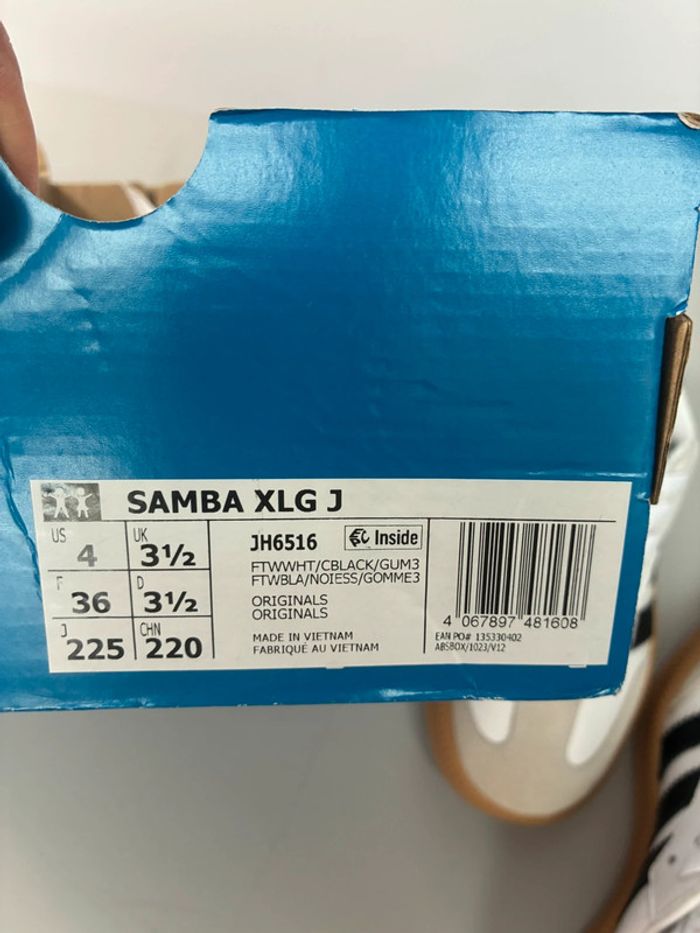 SAMBA XLG J
US 4 UK 3½
F 36 D 3½
J 225 CHN 220
JH6516 Inside
FTWWHT/CBLACK/GUM3
FTWBLA/NOIESS/GOMME3
ORIGINALS
ORIGINALS
MADE IN VIETNAM
FABRIQUÉ AU VIETNAM
4 067897 481608
EAN PO# 135330402
ABSBOX/1023/V12